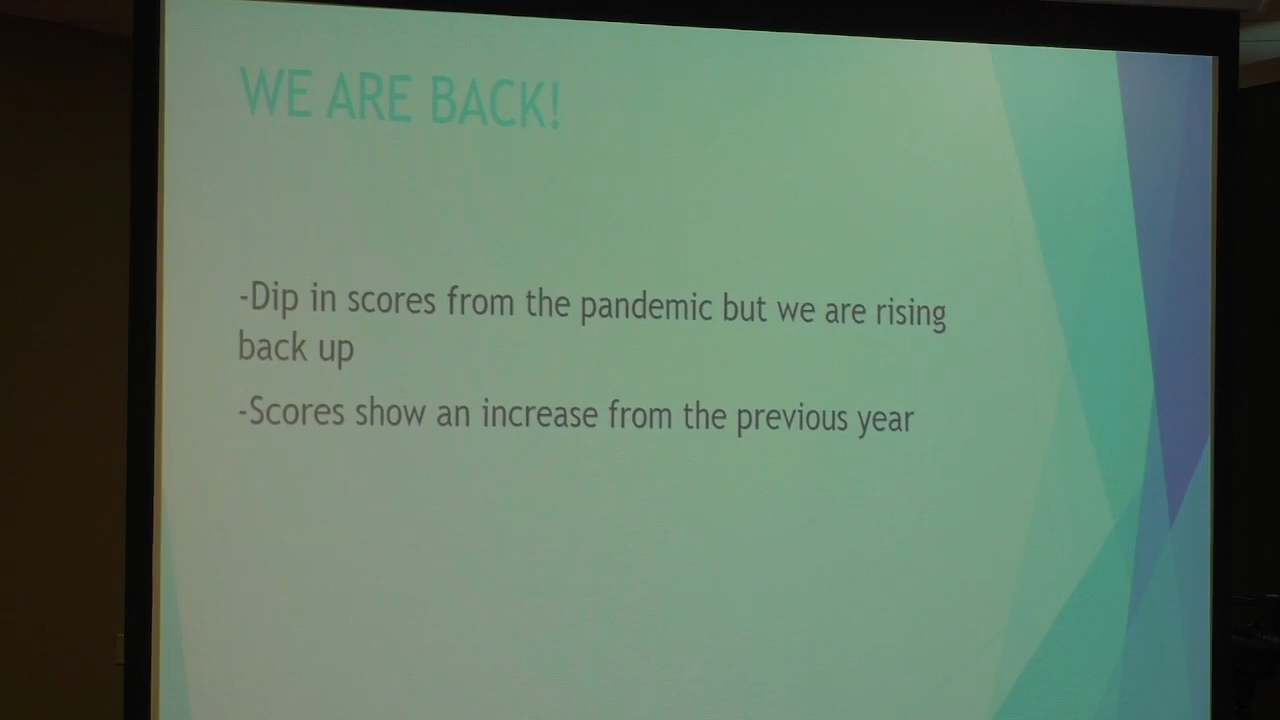 WE ARE BACK!
-Dip in scores from the pandemic but we are rising
back up
-Scores show an increase from the previous year